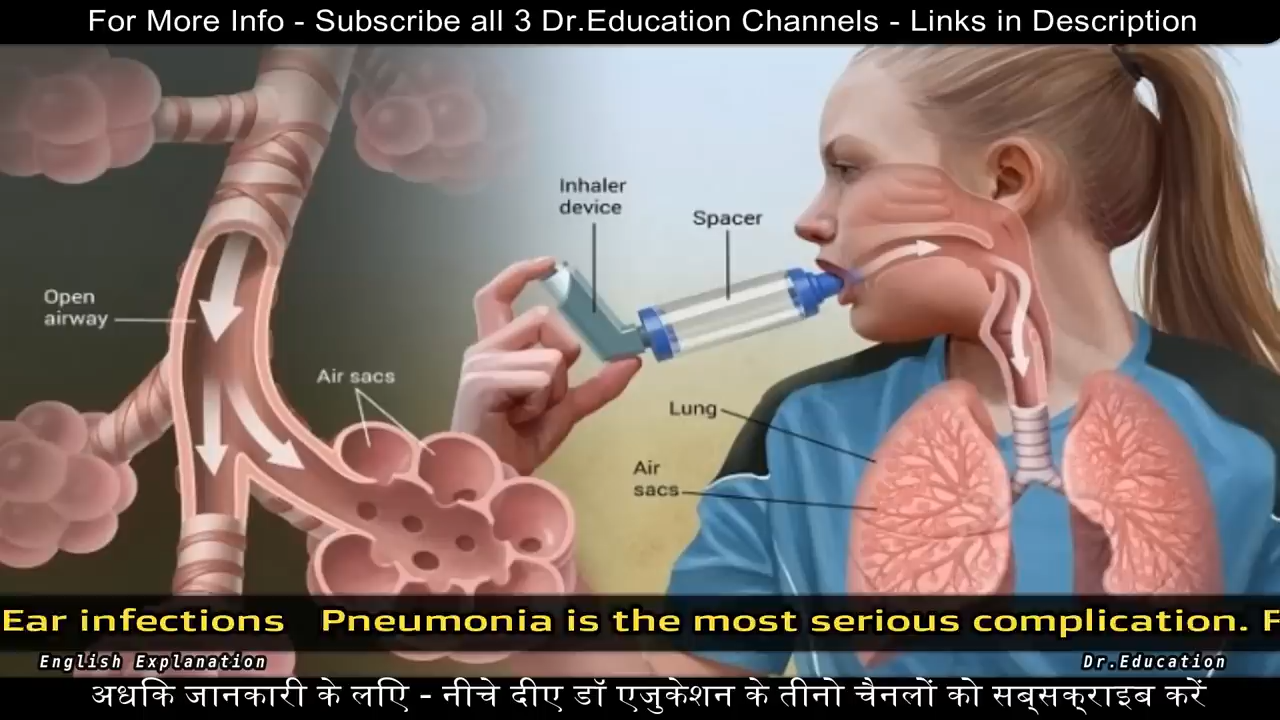 For More Info - Subscribe all 3 Dr.Education Channels - Links in Description
Inhaler
device
Spacer
Open
airway
Air sacs
Lung
Air
sacs
Ear infections   Pneumonia is the most serious complication. F
English Explanation
Dr.Education
अधकि जानकारी के लएि - नीचे दीए डॉ एजुकेशन के तीनो चैनलों को सब्सक्राइब करें